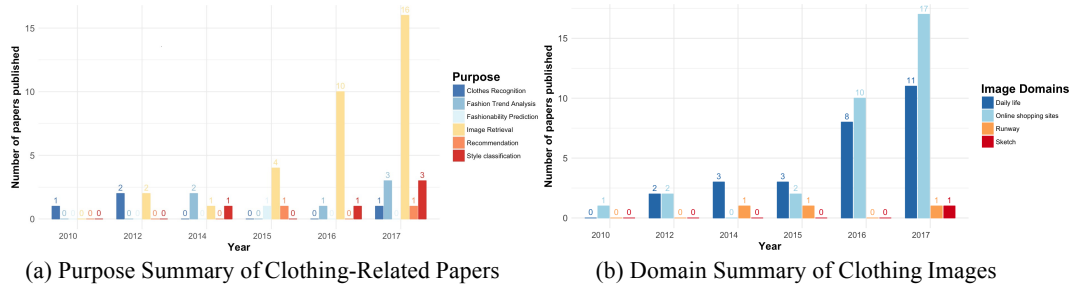 Number of papers published
15
10
5
0
1 0 0 0 0 0
2 0 0 2 0 0
0 2 0 1 0 1
0 0 1 4 1 0
0 1 0 10 0 1
1 3 0 16 1 3
2010 2012 2014 2015 2016 2017
Year
Purpose
Clothes Recognition
Fashion Trend Analysis
Fashionability Prediction
Image Retrieval
Recommendation
Style classification
(a) Purpose Summary of Clothing-Related Papers
Number of papers published
15
10
5
0
0 1 0 0
2 2 0 0
3 0 1 0
3 2 1 0
8 10 0 0
11 17 1 1
2010 2012 2014 2015 2016 2017
Year
Image Domains
Daily life
Online shopping sites
Runway
Sketch
(b) Domain Summary of Clothing Images